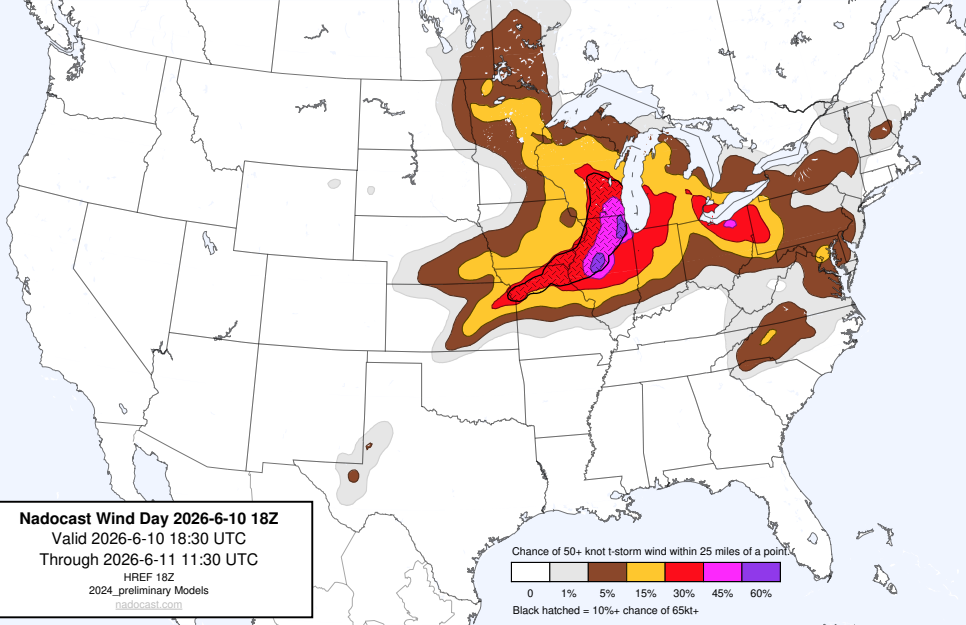 Nadocast Wind Day 2026-6-10 18Z
Valid 2026-6-10 18:30 UTC
Through 2026-6-11 11:30 UTC
HREF 18Z
2024_preliminary Models
nadocast.com
Chance of 50+ knot t-storm wind within 25 miles of a point.
0 1% 5% 15% 30% 45% 60%
Black hatched = 10%+ chance of 65kt+